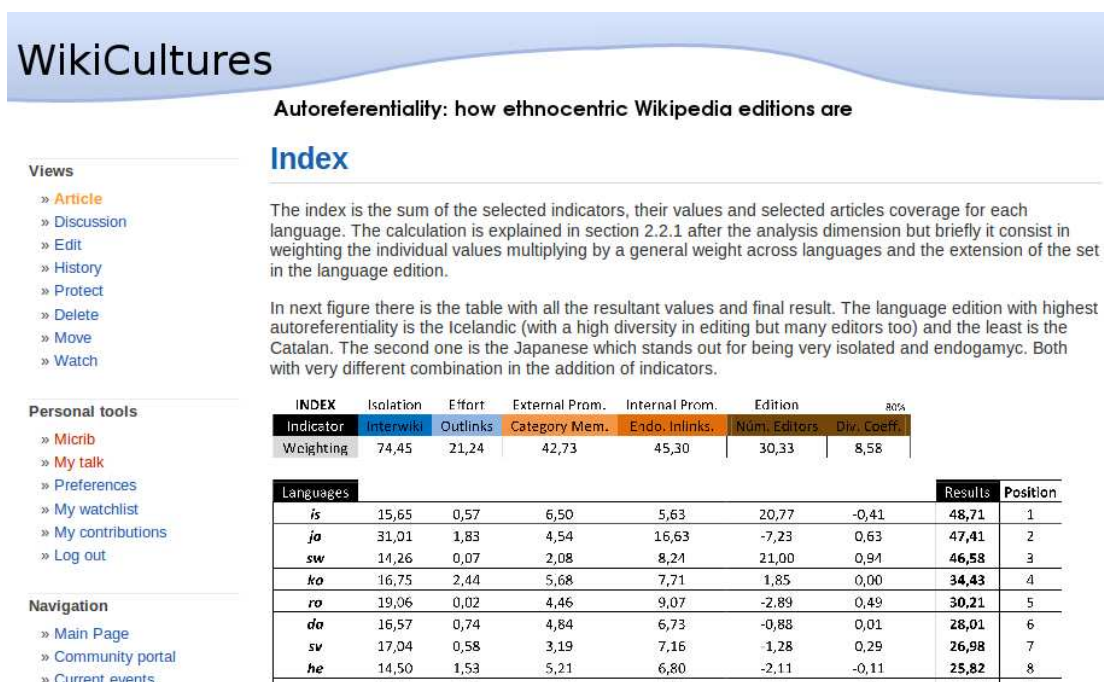 WikiCultures
Autoreferentiality: how ethnocentric Wikipedia editions are
Views
» Article
» Discussion
» Edit
» History
» Protect
» Delete
» Move
» Watch
Personal tools
» Micrib
» My talk
» Preferences
» My watchlist
» My contributions
» Log out
Navigation
» Main Page
» Community portal
» Current events
Index
The index is the sum of the selected indicators, their values and selected articles coverage for each
language. The calculation is explained in section 2.2.1 after the analysis dimension but briefly it consist in
weighting the individual values multiplying by a general weight across languages and the extension of the set
in the language edition.
In next figure there is the table with all the resultant values and final result. The language edition with highest
autoreferentiality is the Icelandic (with a high diversity in editing but many editors too) and the least is the
Catalan. The second one is the Japanese which stands out for being very isolated and endogamyc. Both
with very different combination in the addition of indicators.
INDEX Isolation Effort External Prom. Internal Prom. Edition 80%
Indicator Interwiki Outlinks Category Mem. Endo. Inlinks. Núm. Editors Div. Coeff.
Weighting 74,45 21,24 42,73 45,30 30,33 8,58
Languages Results Position
is 15,65 0,57 6,50 5,63 20,77 -0,41 48,71 1
ja 31,01 1,83 4,54 16,63 -7,23 0,63 47,41 2
sw 14,26 0,07 2,08 8,24 21,00 0,94 46,58 3
ko 16,75 2,44 5,68 7,71 1,85 0,00 34,43 4
ro 19,06 0,02 4,46 9,07 -2,89 0,49 30,21 5
da 16,57 0,74 4,84 6,73 -0,88 0,01 28,01 6
sv 17,04 0,58 3,19 7,16 -1,28 0,29 26,98 7
he 14,50 1,53 5,21 6,80 -2,11 -0,11 25,82 8